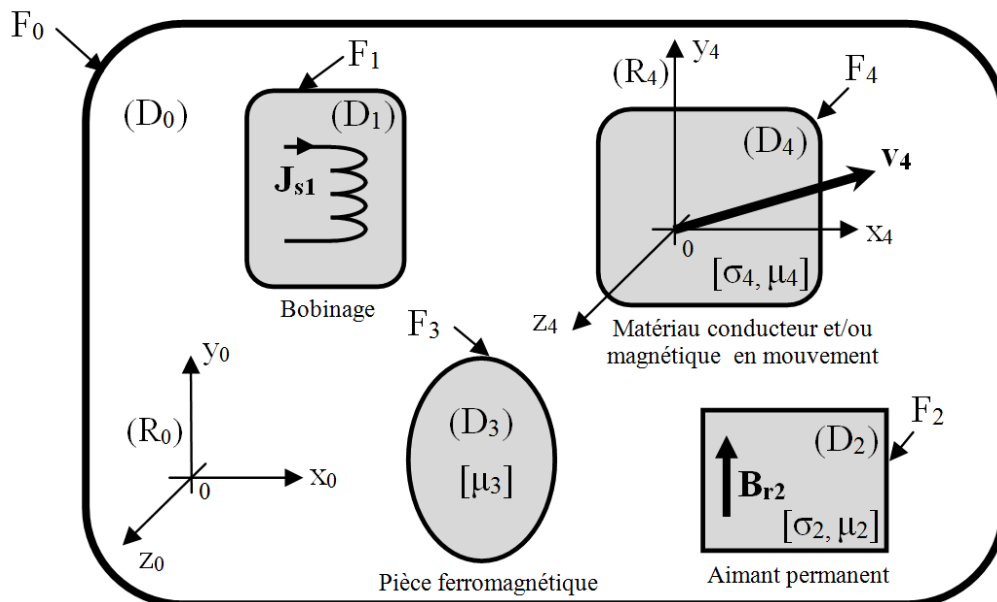 F₀
(D₀)
F₁
(D₁)
Jₛ₁
Bobinage
y₄
(R₄)
F₄
(D₄)
v₄
x₄
0
[σ₄, μ₄]
z₄
Matériau conducteur et/ou
magnétique en mouvement
y₀
(R₀)
x₀
0
z₀
F₃
(D₃)
[μ₃]
Pièce ferromagnétique
F₂
(D₂)
Bᵣ₂
[σ₂, μ₂]
Aimant permanent